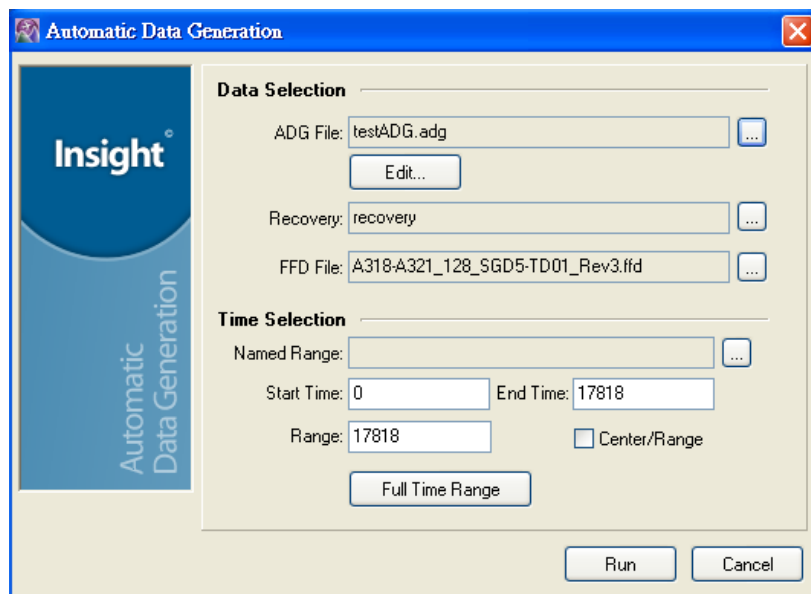 Automatic Data Generation
Insight©
Automatic
Data Generation
Data Selection
ADG File: testADG.adg ...
Edit...
Recovery: recovery ...
FFD File: A318-A321_128_SGD5-TD01_Rev3.ffd ...
Time Selection
Named Range: ...
Start Time: 0 End Time: 17818
Range: 17818 Center/Range
Full Time Range
Run Cancel